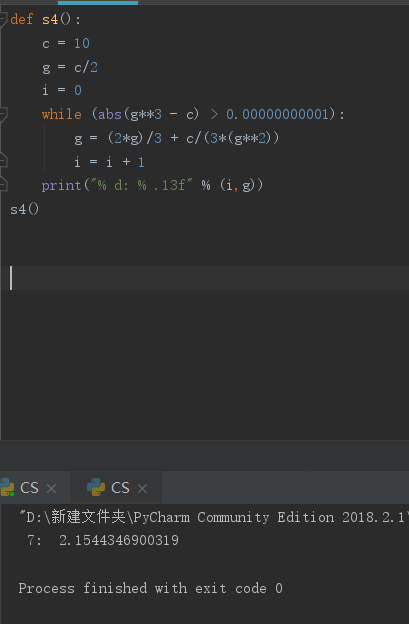 def s4():
    c = 10
    g = c/2
    i = 0
    while (abs(g**3 - c) > 0.00000000001):
        g = (2*g)/3 + c/(3*(g**2))
        i = i + 1
    print("% d: % .13f" % (i,g))
s4()
CS × CS ×
"D:\新建文件夹\PyCharm Community Edition 2018.2.1\
 7:  2.1544346900319
Process finished with exit code 0